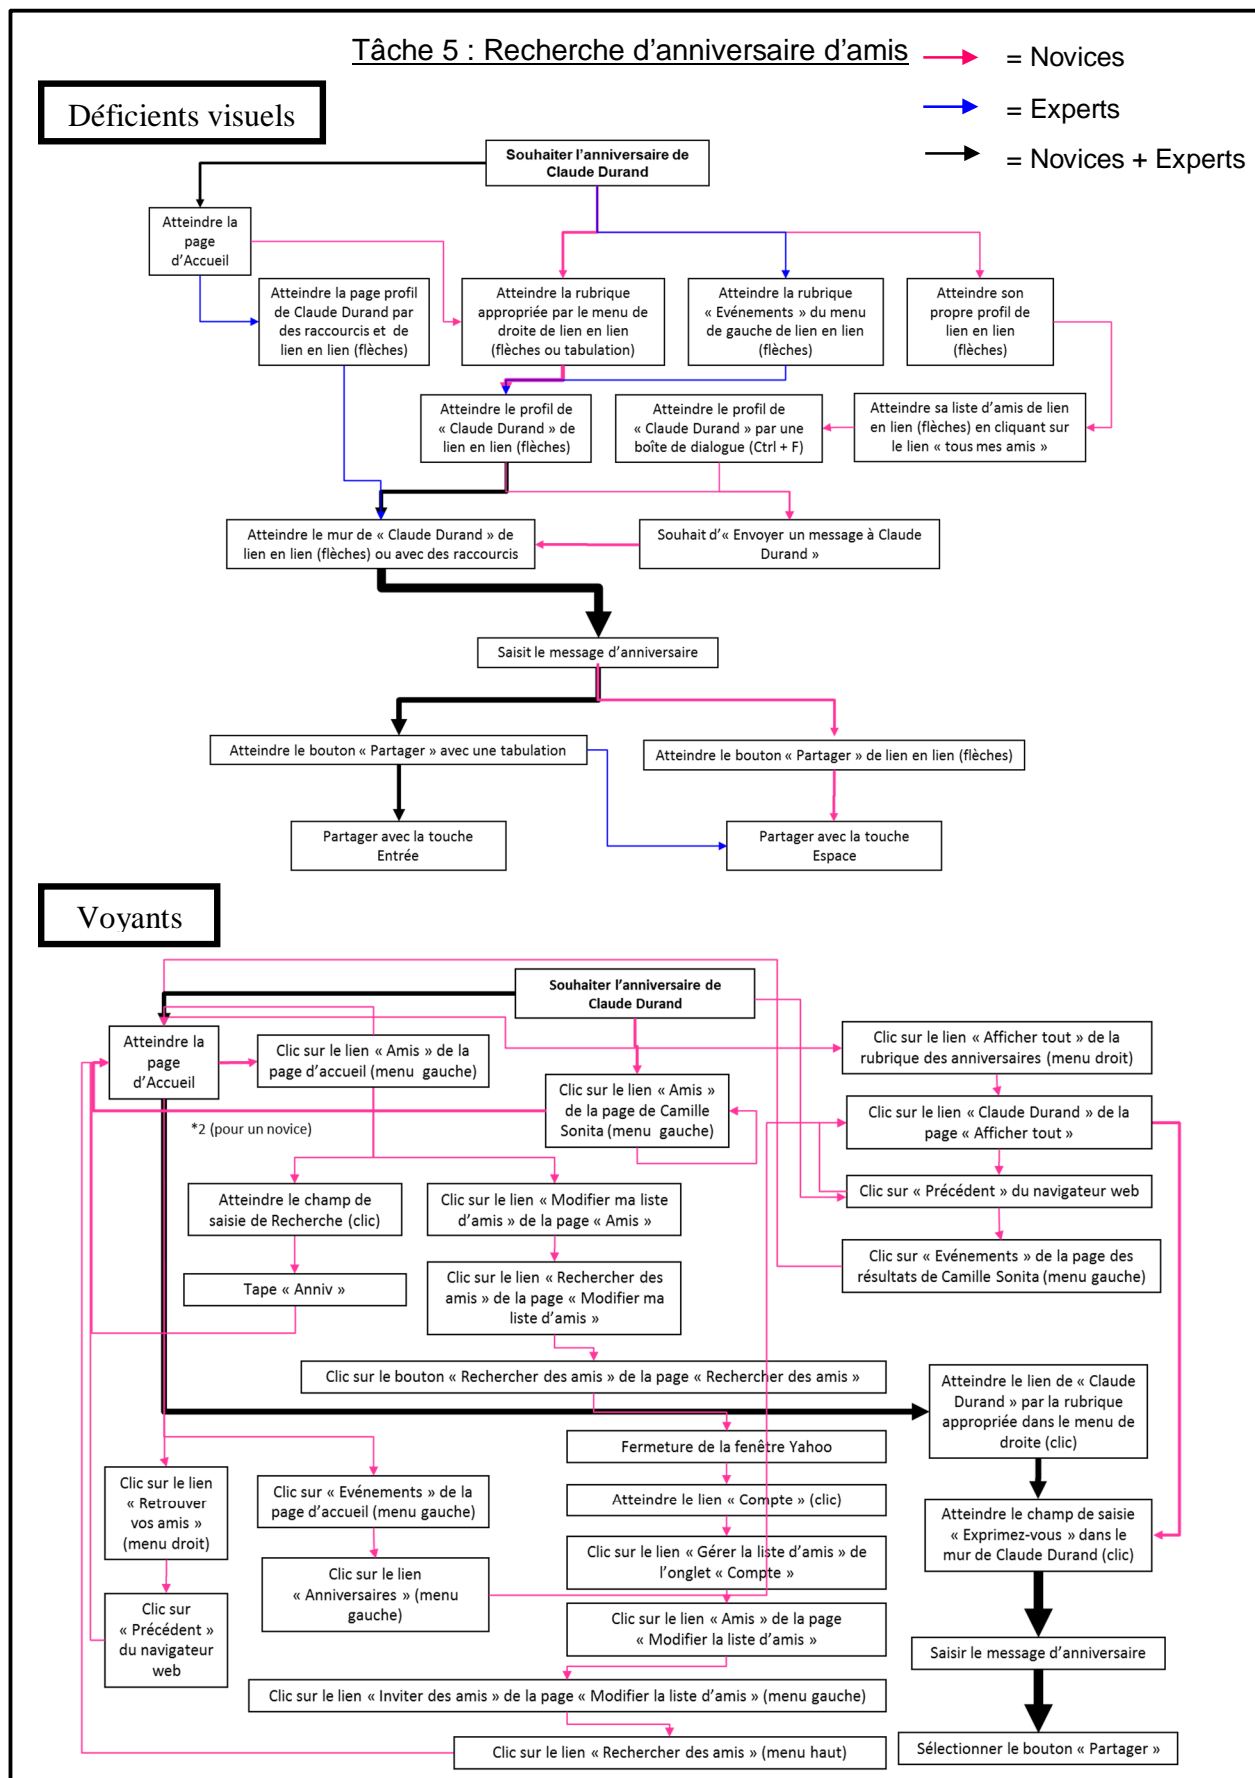 Tâche 5 : Recherche d'anniversaire d'amis
= Novices
= Experts
= Novices + Experts
Déficients visuels
Souhaiter l'anniversaire de
Claude Durand
Atteindre la
page
d'Accueil
Atteindre la page profil
de Claude Durand par
des raccourcis et de
lien en lien (flèches)
Atteindre la rubrique
appropriée par le menu de
droite de lien en lien
(flèches ou tabulation)
Atteindre la rubrique
« Evénements » du menu
de gauche de lien en lien
(flèches)
Atteindre son
propre profil de
lien en lien
(flèches)
Atteindre le profil de
« Claude Durand » de
lien en lien (flèches)
Atteindre le profil de
« Claude Durand » par une
boîte de dialogue (Ctrl + F)
Atteindre sa liste d'amis de lien
en lien (flèches) en cliquant sur
le lien « tous mes amis »
Atteindre le mur de « Claude Durand » de
lien en lien (flèches) ou avec des raccourcis
Souhait d'« Envoyer un message à Claude
Durand »
Saisit le message d'anniversaire
Atteindre le bouton « Partager » avec une tabulation
Atteindre le bouton « Partager » de lien en lien (flèches)
Partager avec la touche
Entrée
Partager avec la touche
Espace
Voyants
Souhaiter l'anniversaire de
Claude Durand
Atteindre la
page
d'Accueil
Clic sur le lien « Amis » de la
page d'accueil (menu gauche)
Clic sur le lien « Amis »
de la page de Camille
Sonita (menu gauche)
Clic sur le lien « Afficher tout » de la
rubrique des anniversaires (menu droit)
Clic sur le lien « Claude Durand » de la
page « Afficher tout »
*2 (pour un novice)
Atteindre le champ de
saisie de Recherche (clic)
Clic sur le lien « Modifier ma liste
d'amis » de la page « Amis »
Clic sur « Précédent » du navigateur web
Clic sur « Evénements » de la page des
résultats de Camille Sonita (menu gauche)
Tape « Anniv »
Clic sur le lien « Rechercher des
amis » de la page « Modifier ma
liste d'amis »
Clic sur le bouton « Rechercher des amis » de la page « Rechercher des amis »
Atteindre le lien de « Claude
Durand » par la rubrique
appropriée dans le menu de
droite (clic)
Fermeture de la fenêtre Yahoo
Clic sur le lien
« Retrouver
vos amis »
(menu droit)
Clic sur « Evénements » de la
page d'accueil (menu gauche)
Atteindre le lien « Compte » (clic)
Atteindre le champ de saisie
« Exprimez-vous » dans le
mur de Claude Durand (clic)
Clic sur le lien « Gérer la liste d'amis » de
l'onglet « Compte »
Clic sur le lien
« Anniversaires » (menu
gauche)
Clic sur
« Précédent »
du navigateur
web
Clic sur le lien « Amis » de la page
« Modifier la liste d'amis »
Saisir le message d'anniversaire
Clic sur le lien « Inviter des amis » de la page « Modifier la liste d'amis » (menu gauche)
Clic sur le lien « Rechercher des amis » (menu haut)
Sélectionner le bouton « Partager »